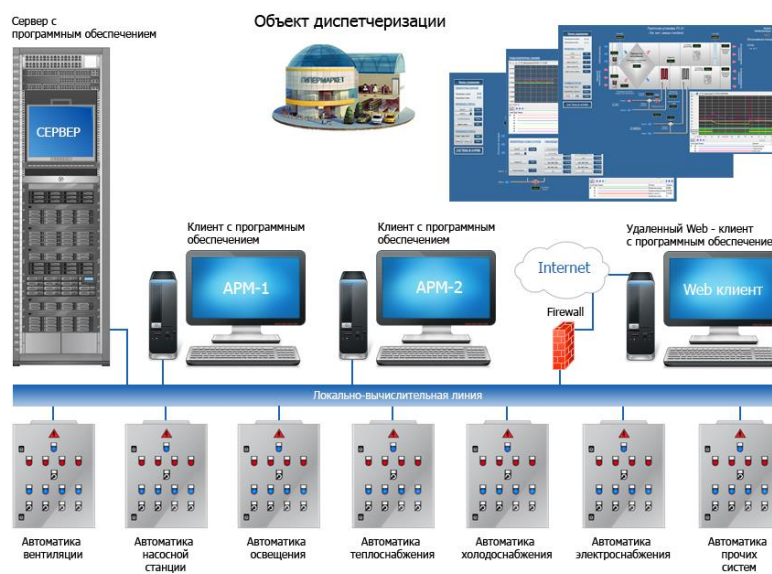 Сервер с
программным обеспечением
Объект диспетчеризации
ГИПЕРМАРКЕТ
СЕРВЕР
Клиент с программным
обеспечением
Клиент с программным
обеспечением
Удаленный Web - клиент
с программным обеспечение
АРМ-1
АРМ-2
Internet
Web клиент
Firewall
Локально-вычислительная линия
Автоматика
вентиляции
Автоматика
насосной
станции
Автоматика
освещения
Автоматика
теплоснабжения
Автоматика
холодоснабжения
Автоматика
электроснабжения
Автоматика
прочих
систем